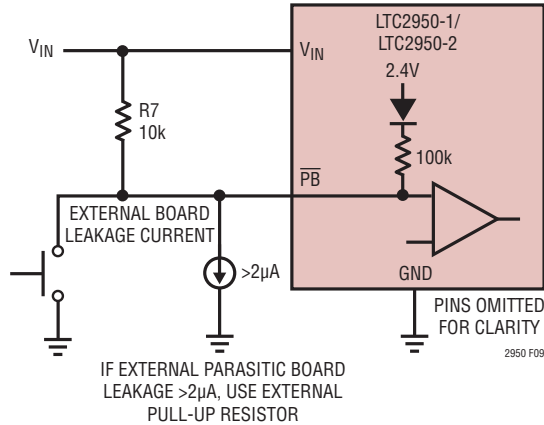 LTC2950-1/
LTC2950-2
V_IN
V_IN
2.4V
R7
10k
100k
P̅B̅
EXTERNAL BOARD
LEAKAGE CURRENT
>2µA
GND
PINS OMITTED
FOR CLARITY
2950 F09
IF EXTERNAL PARASITIC BOARD
LEAKAGE >2µA, USE EXTERNAL
PULL-UP RESISTOR